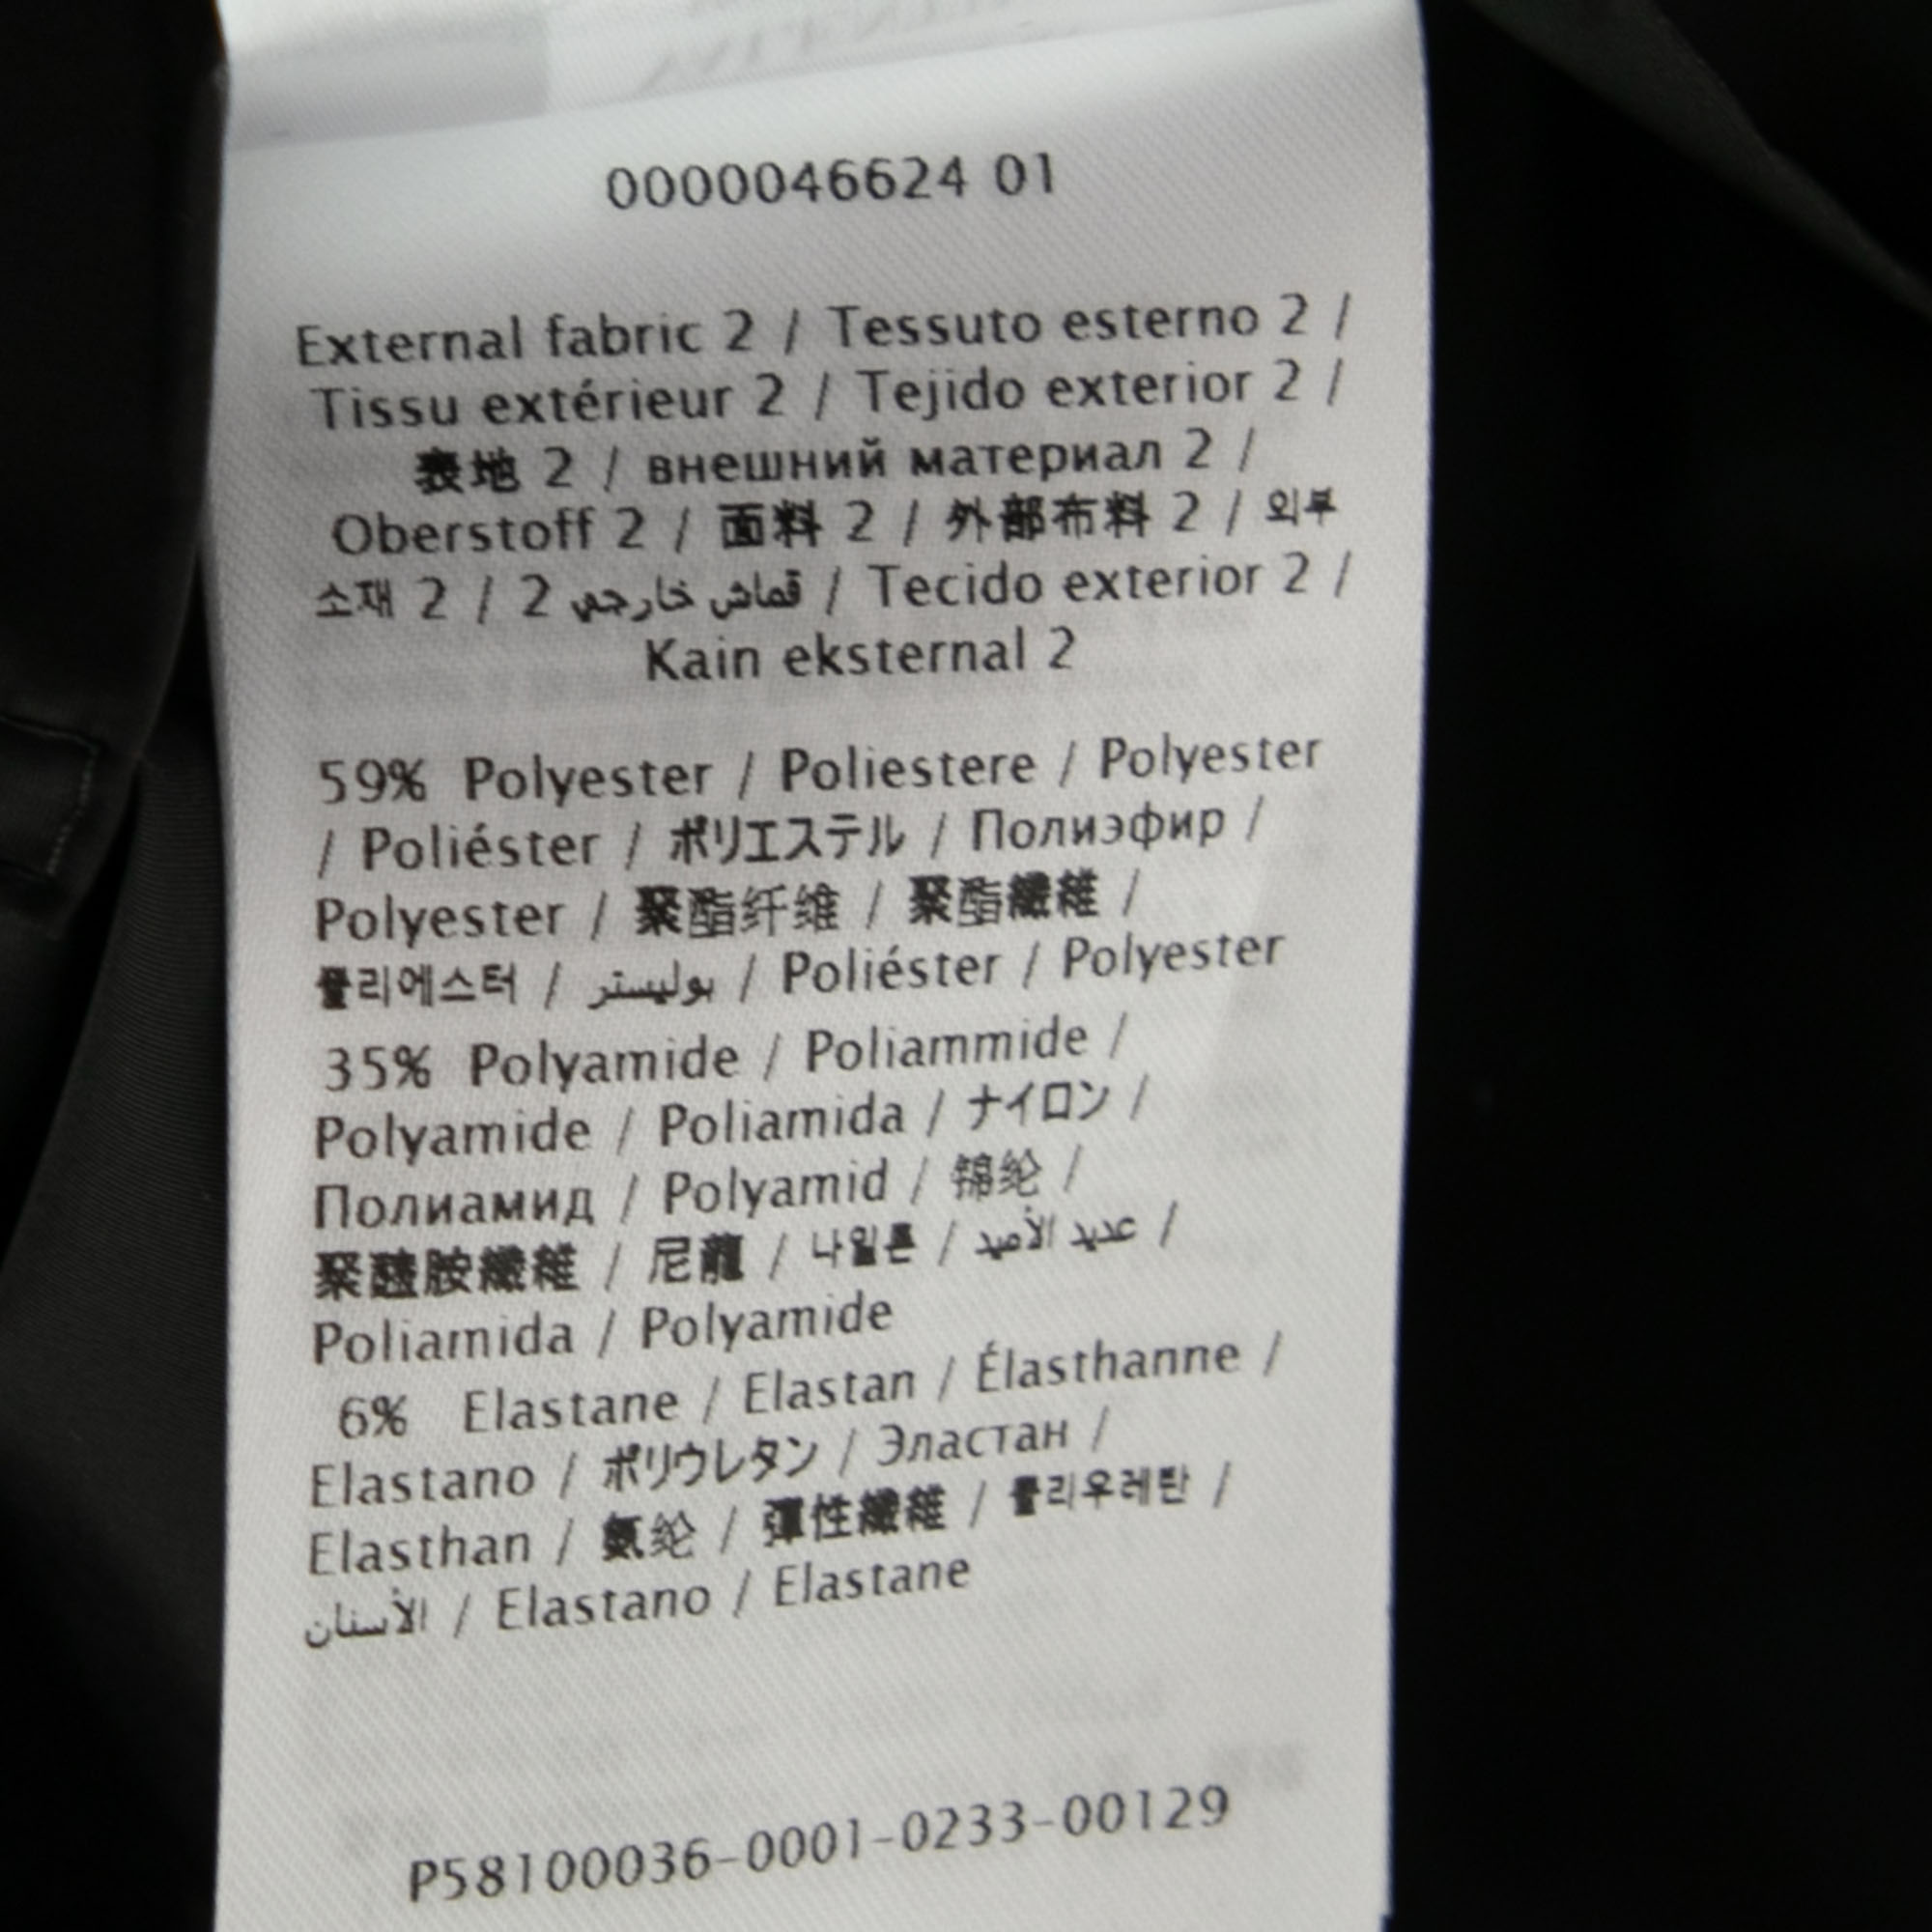 0000046624 01
External fabric 2 / Tessuto esterno 2 /
Tissu extérieur 2 / Tejido exterior 2 /
表地 2 / внешний материал 2 /
Oberstoff 2 / 面料 2 / 外部布料 2 / 외부
소재 2 / قماش خارجي 2 / Tecido exterior 2 /
Kain eksternal 2
59% Polyester / Poliestere / Polyester
/ Poliéster / ポリエステル / Полиэфир /
Polyester / 聚酯纤维 / 聚酯纖維 /
폴리에스터 / بوليستر / Poliéster / Polyester
35% Polyamide / Poliammide /
Polyamide / Poliamida / ナイロン /
Полиамид / Polyamid / 锦纶 /
聚醯胺纖維 / 尼龍 / 나일론 / عديد الأميد /
Poliamida / Polyamide
6% Elastane / Elastan / Élasthanne /
Elastano / ポリウレタン / Эластан /
Elasthan / 氨纶 / 彈性纖維 / 폴리우레탄 /
الأستان / Elastano / Elastane
P58100036-0001-0233-00129